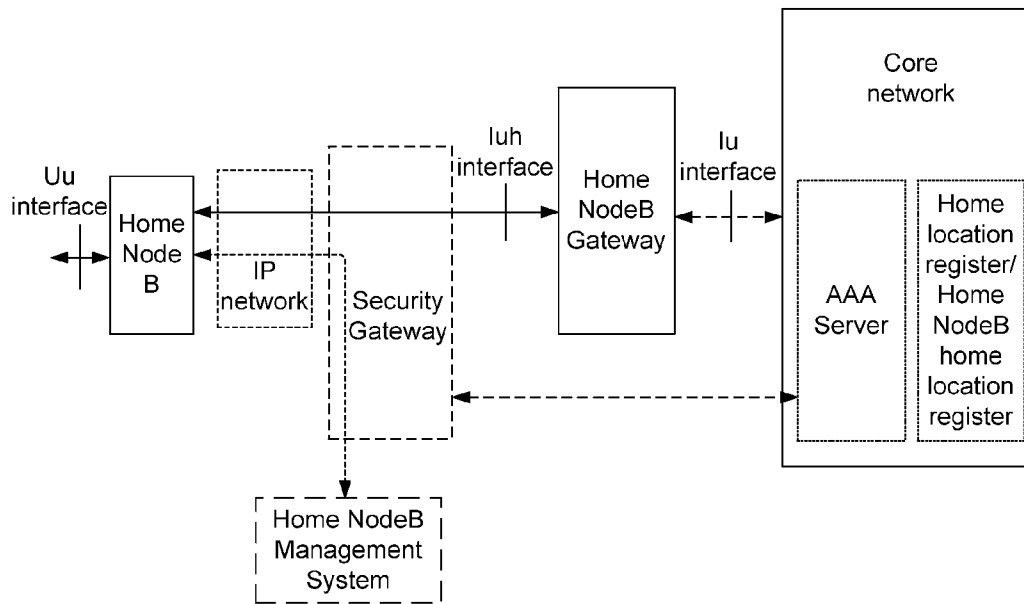 Uu
interface
Home
Node
B
IP
network
Security
Gateway
Iuh
interface
Home
NodeB
Gateway
Iu
interface
Core
network
AAA
Server
Home
location
register/
Home
NodeB
home
location
register
Home NodeB
Management
System